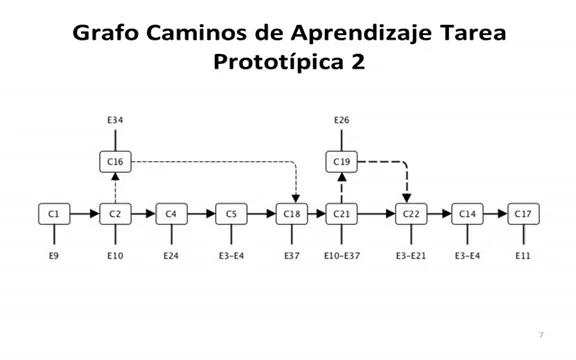 Grafo Caminos de Aprendizaje Tarea
Prototípica 2
E34
E26
C16
C19
C1
C2
C4
C5
C18
C21
C22
C14
C17
E9
E10
E24
E3-E4
E37
E10-E37
E3-E21
E3-E4
E11
7